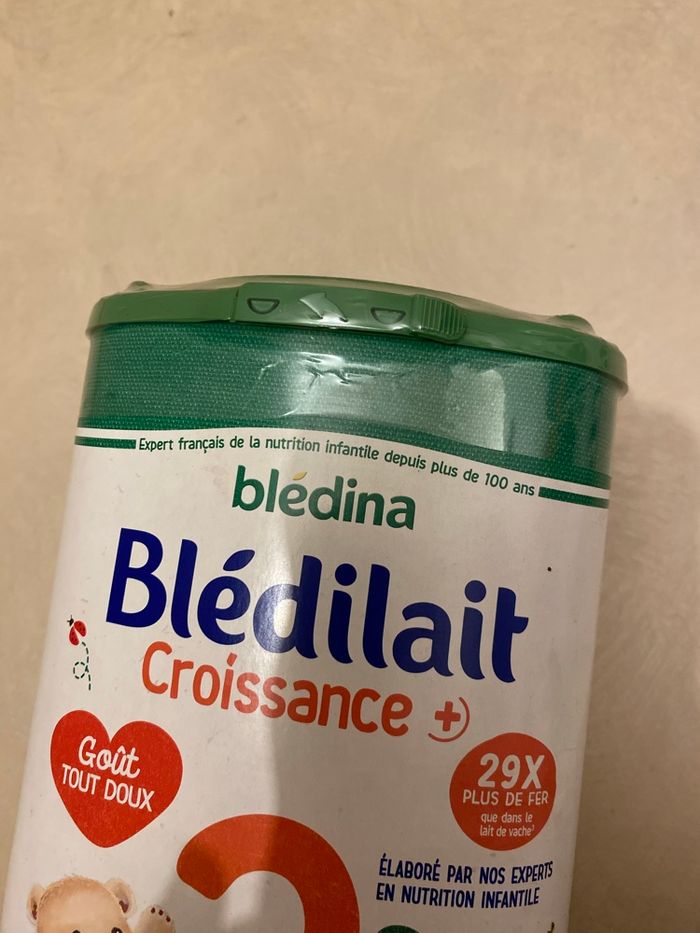 Expert français de la nutrition infantile depuis plus de 100 ans
blédina
Blédilait
Croissance +
Goût
TOUT DOUX
29X
PLUS DE FER
que dans le
lait de vache
ÉLABORÉ PAR NOS EXPERTS
EN NUTRITION INFANTILE